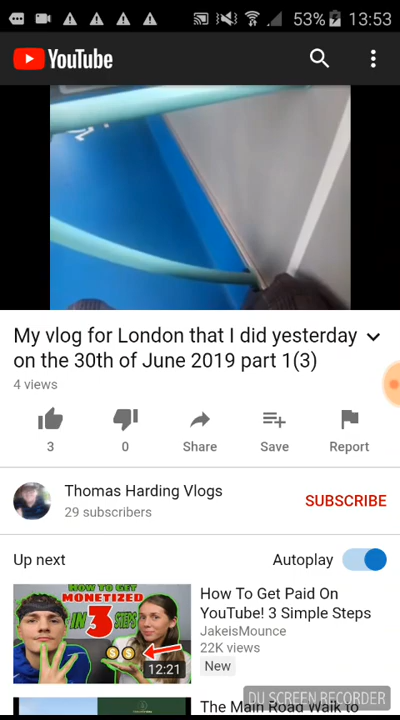 53% 13:53
YouTube
My vlog for London that I did yesterday
on the 30th of June 2019 part 1(3)
4 views
3 0 Share Save Report
Thomas Harding Vlogs
29 subscribers
SUBSCRIBE
Up next Autoplay
HOW TO GET
MONETIZED
IN 3
STEPS
12:21
How To Get Paid On
YouTube! 3 Simple Steps
JakeisMounce
22K views
New
The Main Road Walk to
DU SCREEN RECORDER